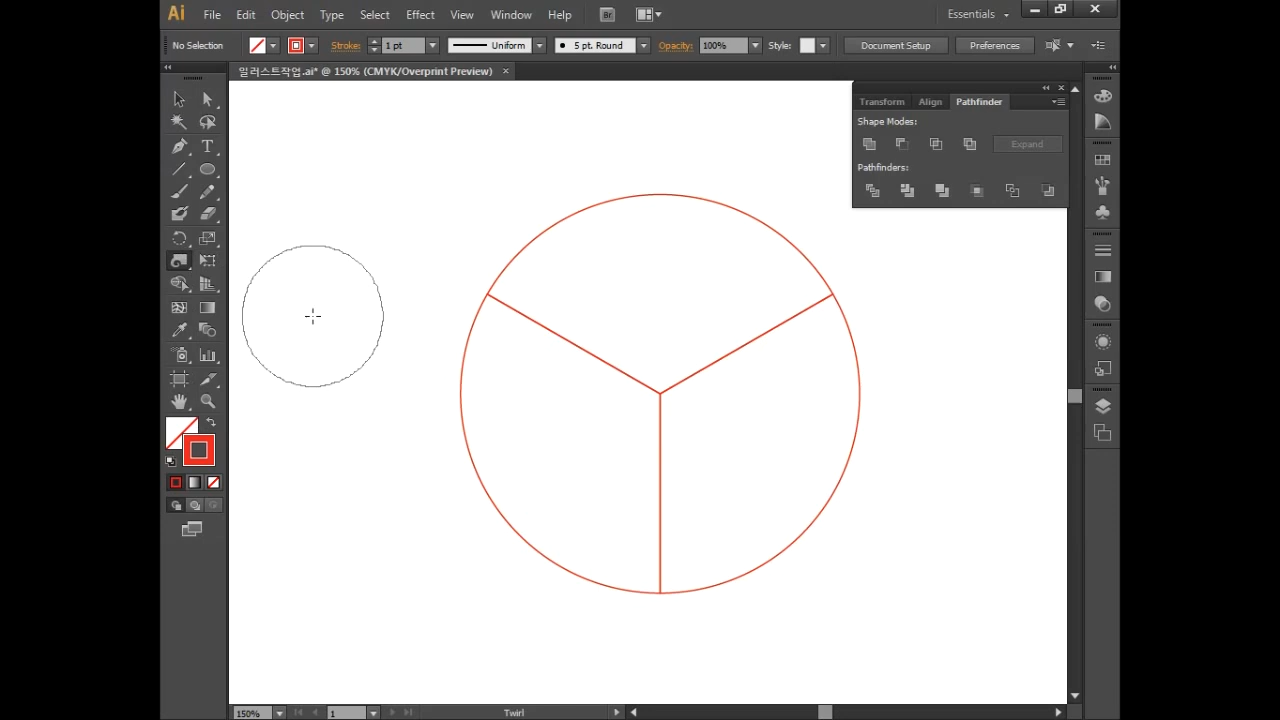 Ai File Edit Object Type Select Effect View Window Help Br Essentials
No Selection Stroke: 1 pt Uniform 5 pt. Round Opacity: 100% Style: Document Setup Preferences
일러스트작업.ai* @ 150% (CMYK/Overprint Preview)
Transform Align Pathfinder
Shape Modes:
Expand
Pathfinders:
T
150% 1 Twirl